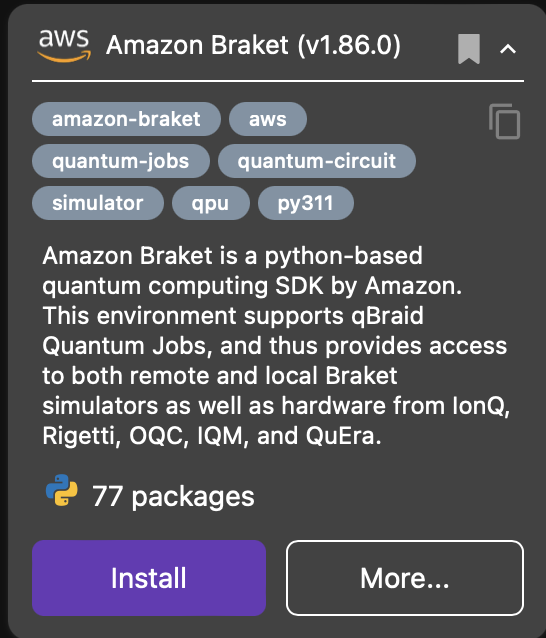 aws Amazon Braket (v1.86.0)
amazon-braket aws
quantum-jobs quantum-circuit
simulator qpu py311
Amazon Braket is a python-based
quantum computing SDK by Amazon.
This environment supports qBraid
Quantum Jobs, and thus provides access
to both remote and local Braket
simulators as well as hardware from IonQ,
Rigetti, OQC, IQM, and QuEra.
77 packages
Install More...